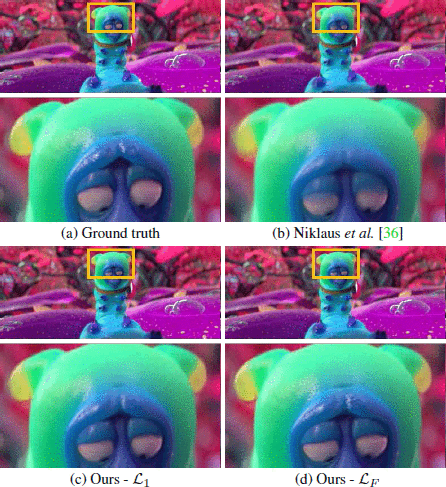 (a) Ground truth
(b) Niklaus et al. [36]
(c) Ours - ℒ₁
(d) Ours - ℒF